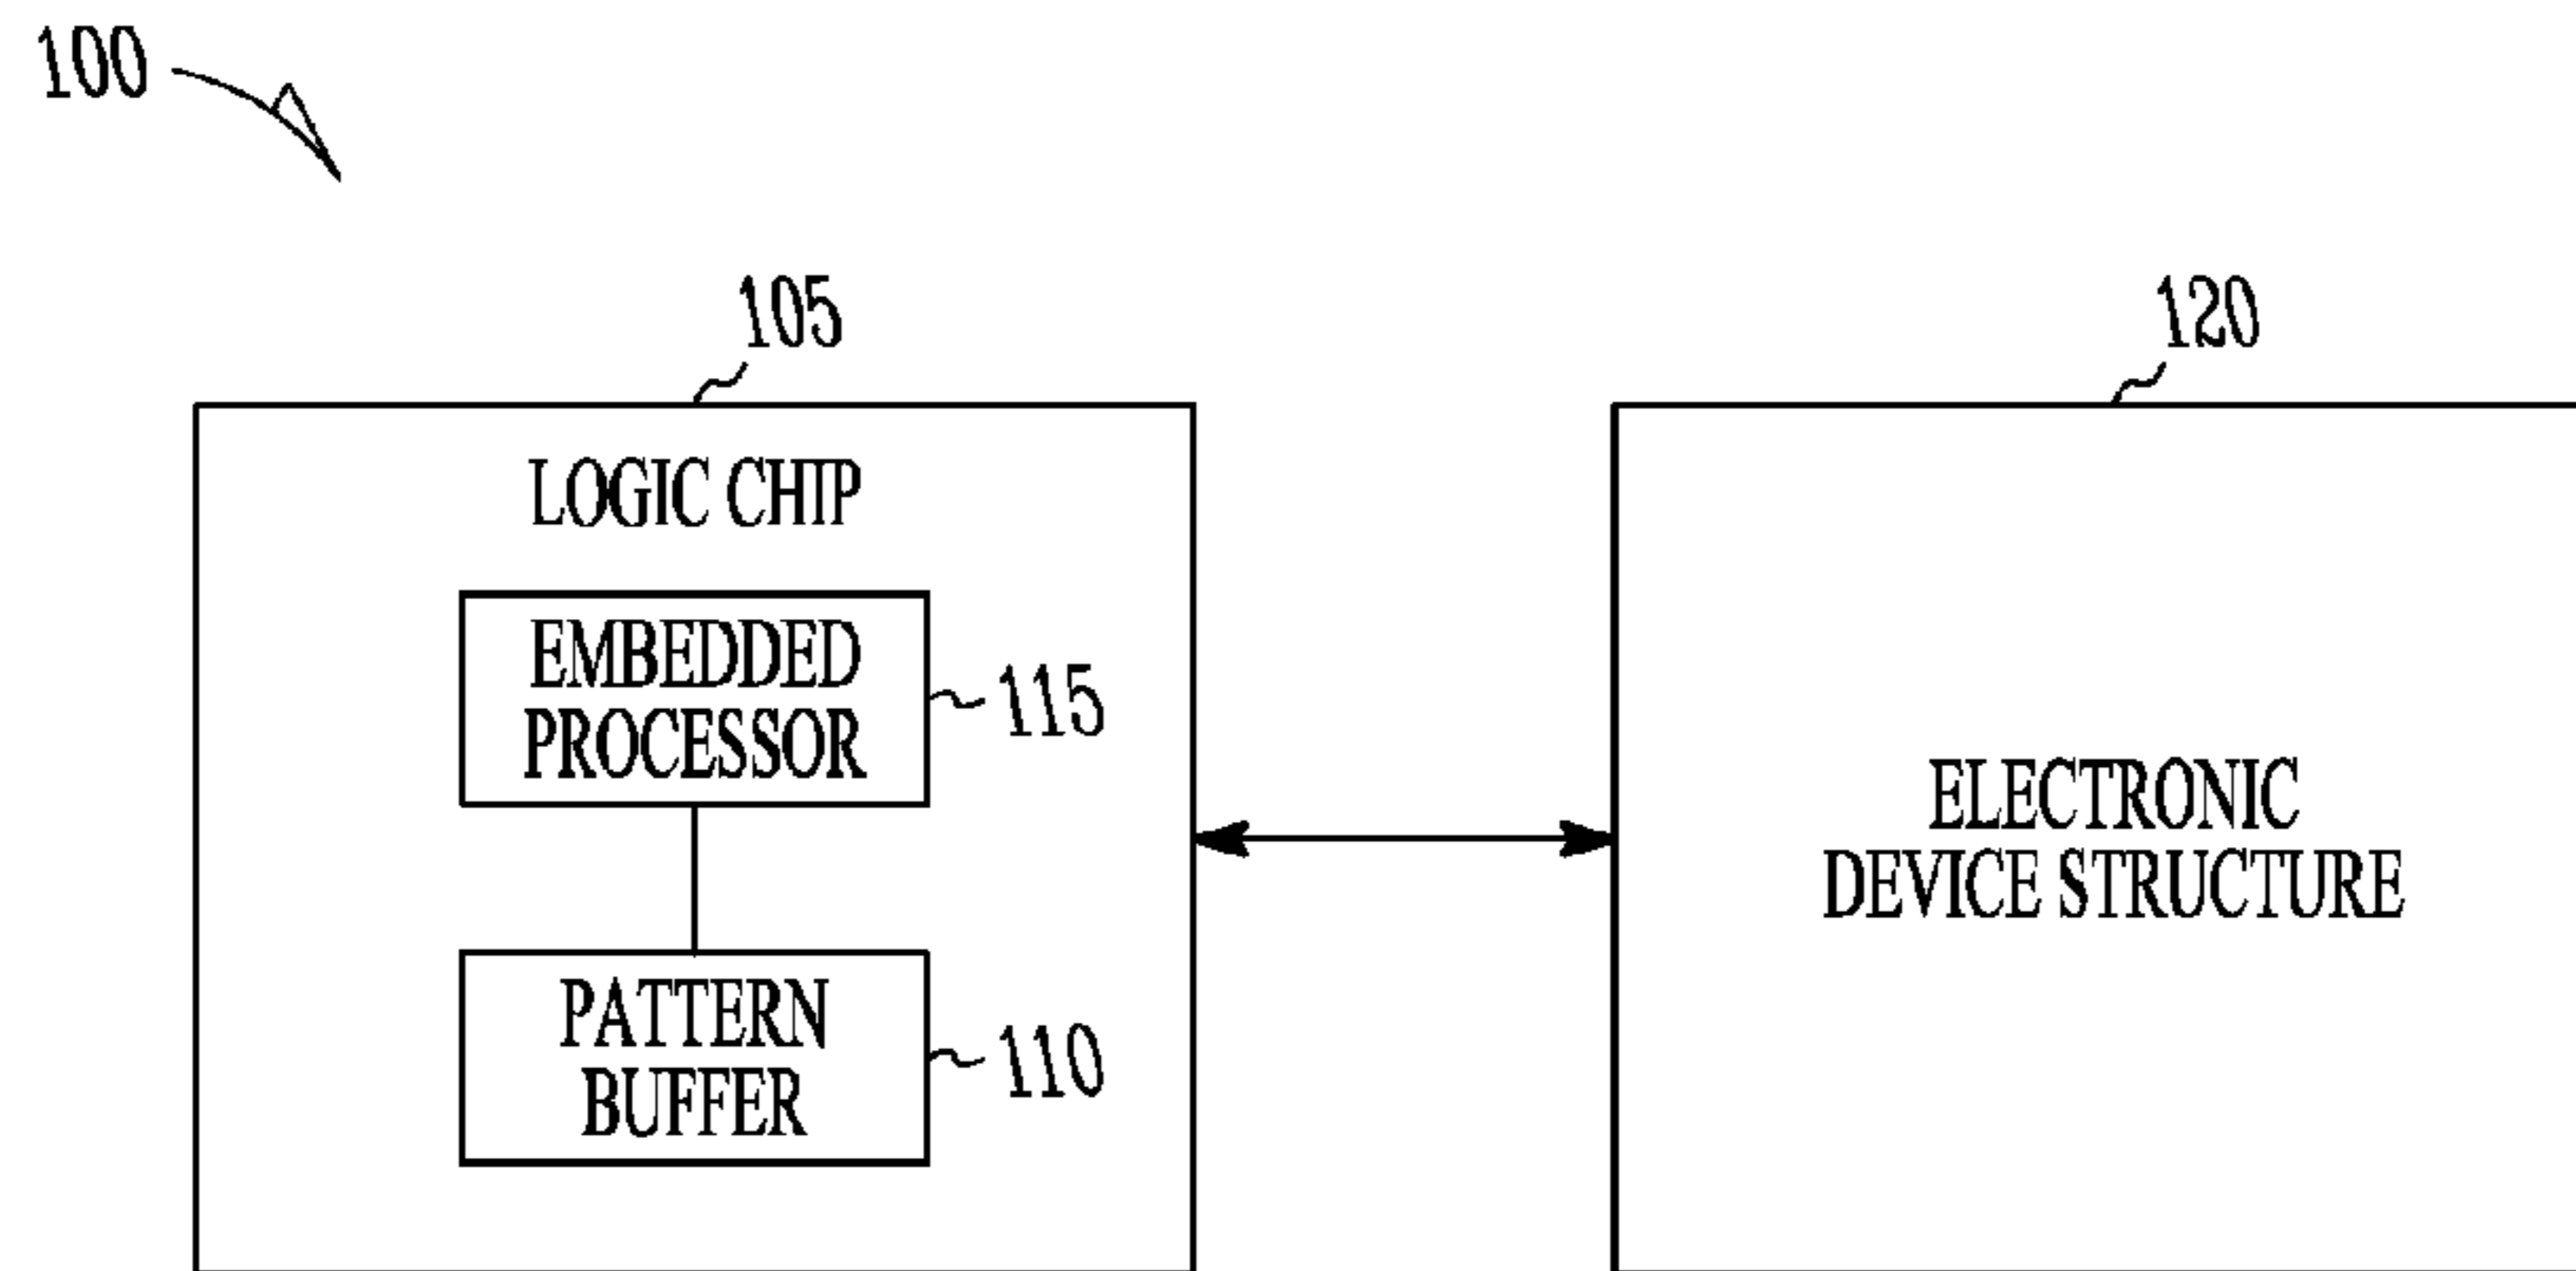 100
105
120
LOGIC CHIP
EMBEDDED
PROCESSOR
115
ELECTRONIC
DEVICE STRUCTURE
PATTERN
BUFFER
110